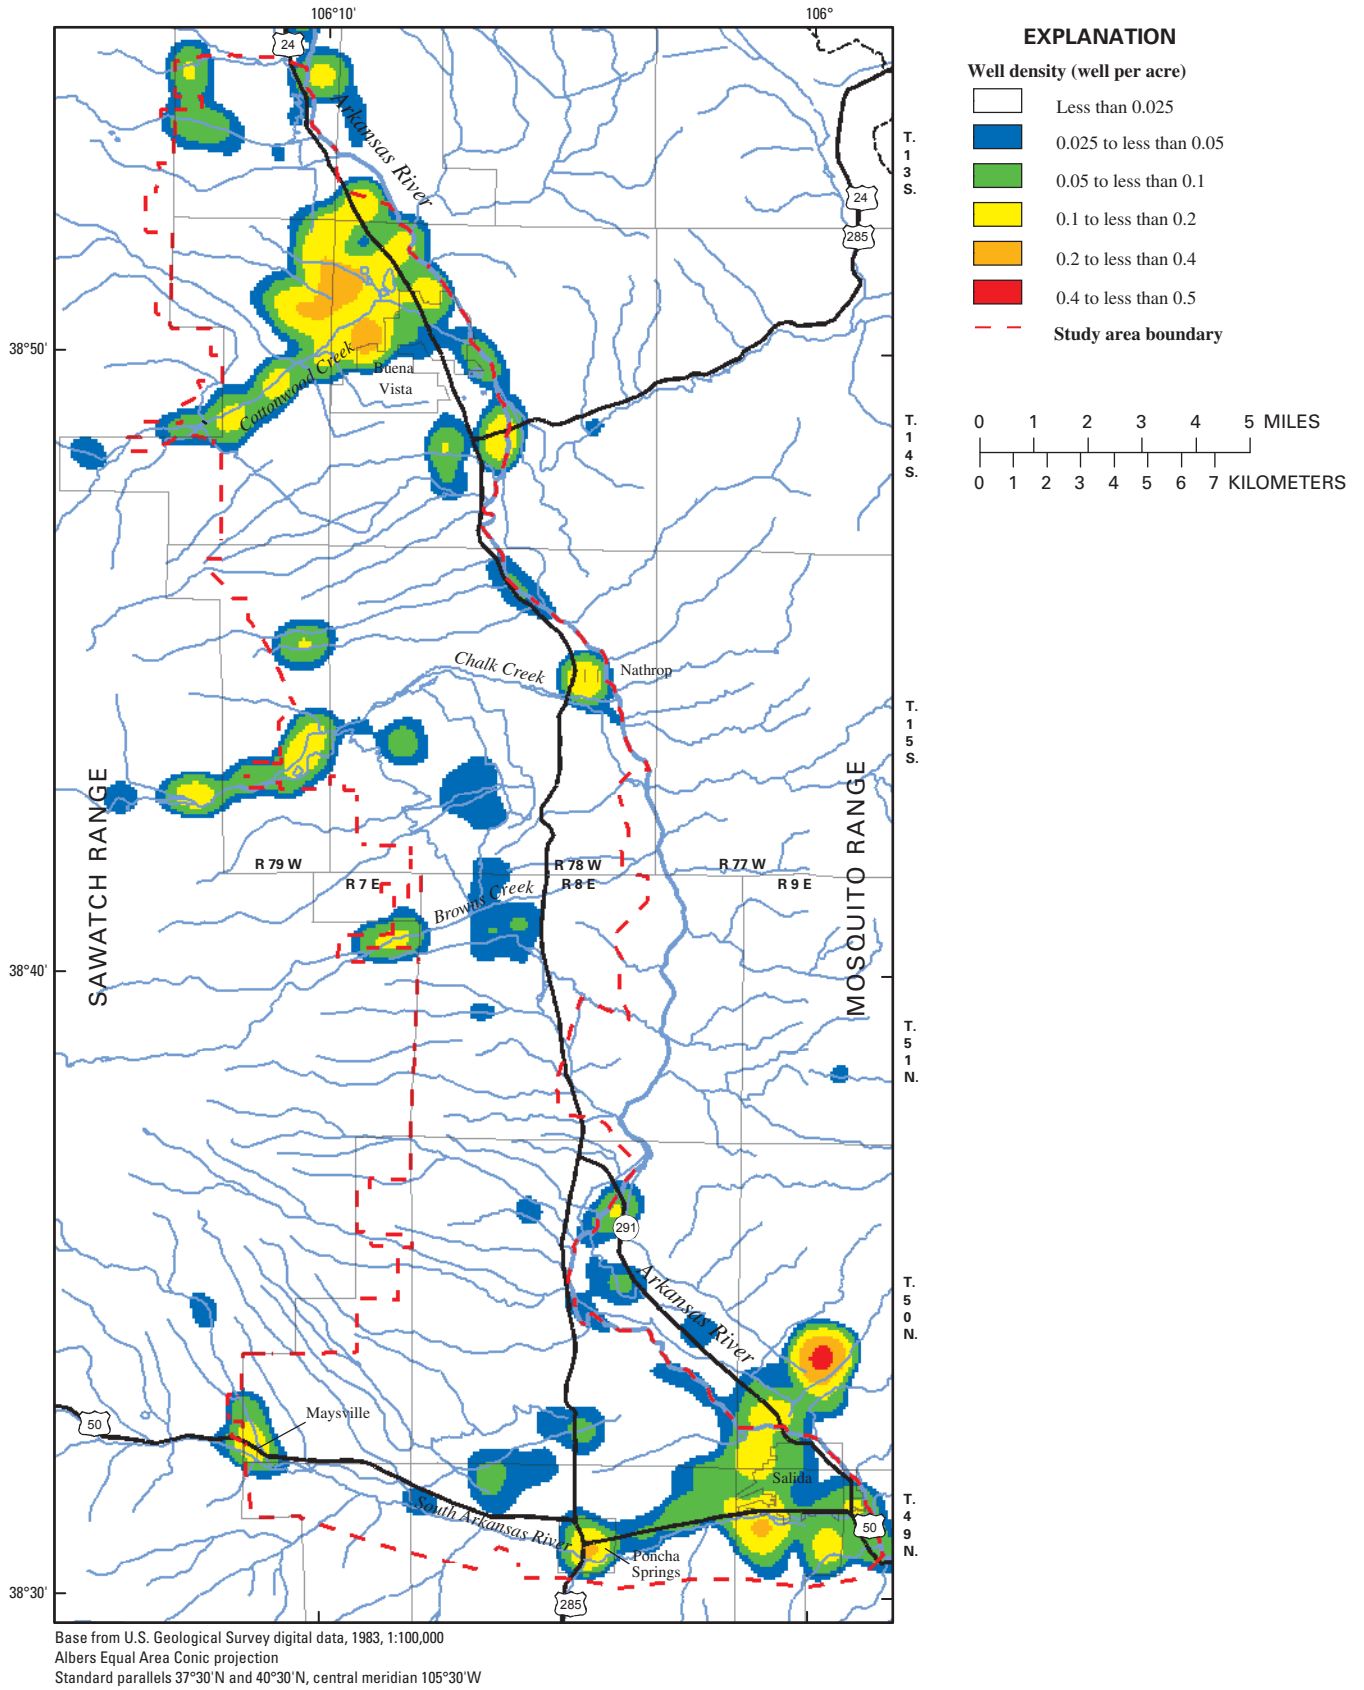 106°10'
106°
24
Arkansas River
T.
1
3
S.
24
285
38°50'
Cottonwood Creek
Buena
Vista
T.
1
4
S.
Chalk Creek
Nathrop
T.
1
5
S.
SAWATCH RANGE
MOSQUITO RANGE
R 79 W
R 78 W
R 77 W
R 7 E
R 8 E
R 9 E
Browns Creek
38°40'
T.
5
1
N.
291
Arkansas River
T.
5
0
N.
Maysville
50
Salida
South Arkansas River
T.
4
9
N.
50
Poncha
Springs
38°30'
285
Base from U.S. Geological Survey digital data, 1983, 1:100,000
Albers Equal Area Conic projection
Standard parallels 37°30'N and 40°30'N, central meridian 105°30'W
EXPLANATION
Well density (well per acre)
Less than 0.025
0.025 to less than 0.05
0.05 to less than 0.1
0.1 to less than 0.2
0.2 to less than 0.4
0.4 to less than 0.5
Study area boundary
0 1 2 3 4 5 MILES
0 1 2 3 4 5 6 7 KILOMETERS